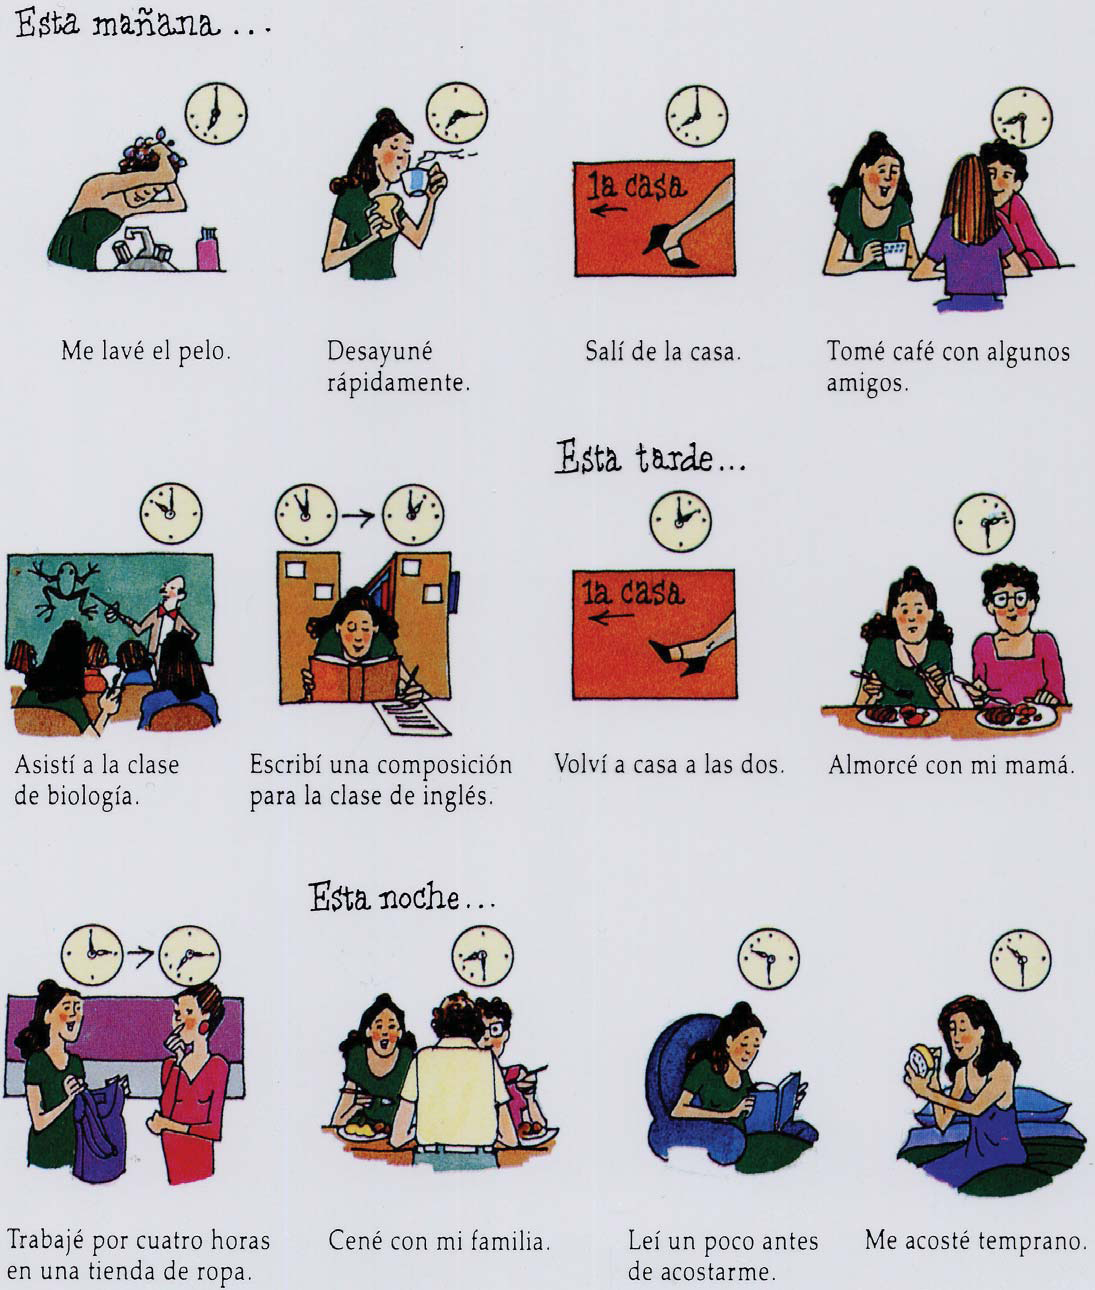 Esta mañana...
la casa
←
Me lavé el pelo.
Desayuné
rápidamente.
Salí de la casa.
Tomé café con algunos
amigos.
Esta tarde...
→
la casa
←
Asistí a la clase
de biología.
Escribí una composición
para la clase de inglés.
Volví a casa a las dos.
Almorcé con mi mamá.
Esta noche...
→
Trabajé por cuatro horas
en una tienda de ropa.
Cené con mi familia.
Leí un poco antes
de acostarme.
Me acosté temprano.